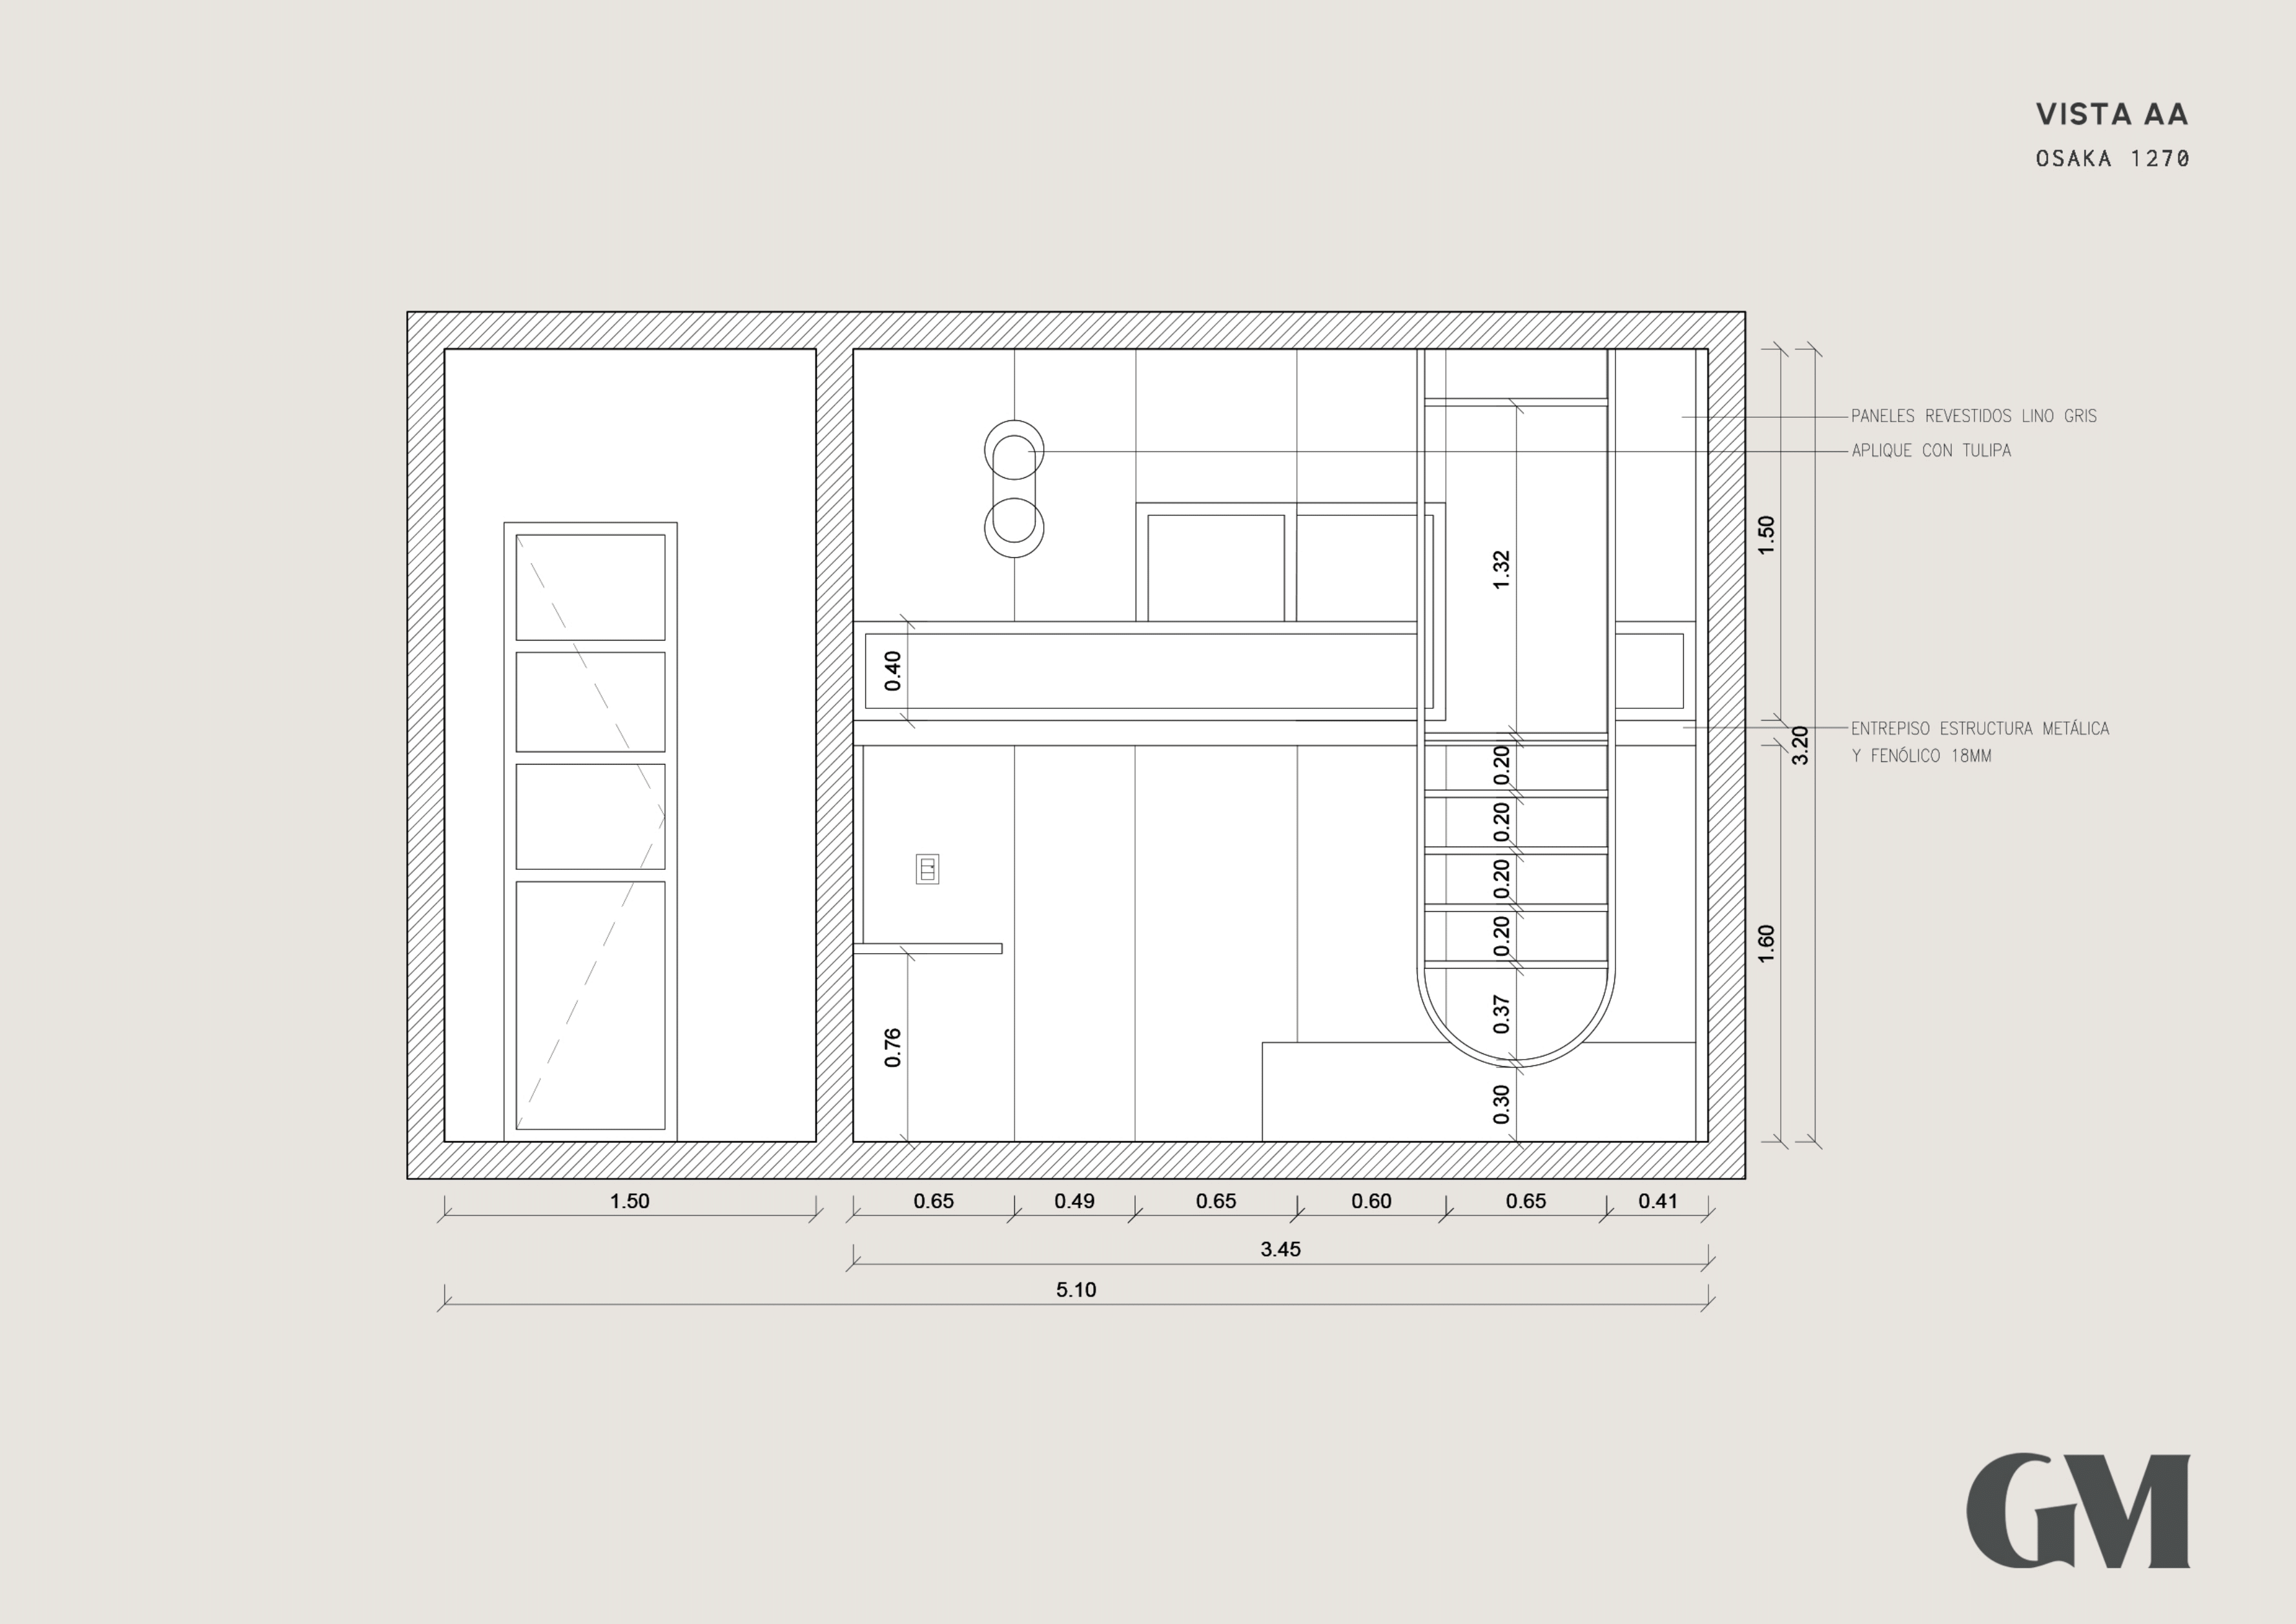 VISTA AA
OSAKA 1270
PANELES REVESTIDOS LINO GRIS
APLIQUE CON TULIPA
1.50
1.32
0.40
3.20
ENTREPISO ESTRUCTURA METÁLICA
Y FENÓLICO 18MM
0.20
0.20
0.20
0.20
1.60
0.37
0.76
0.30
1.50 0.65 0.49 0.65 0.60 0.65 0.41
3.45
5.10
GM